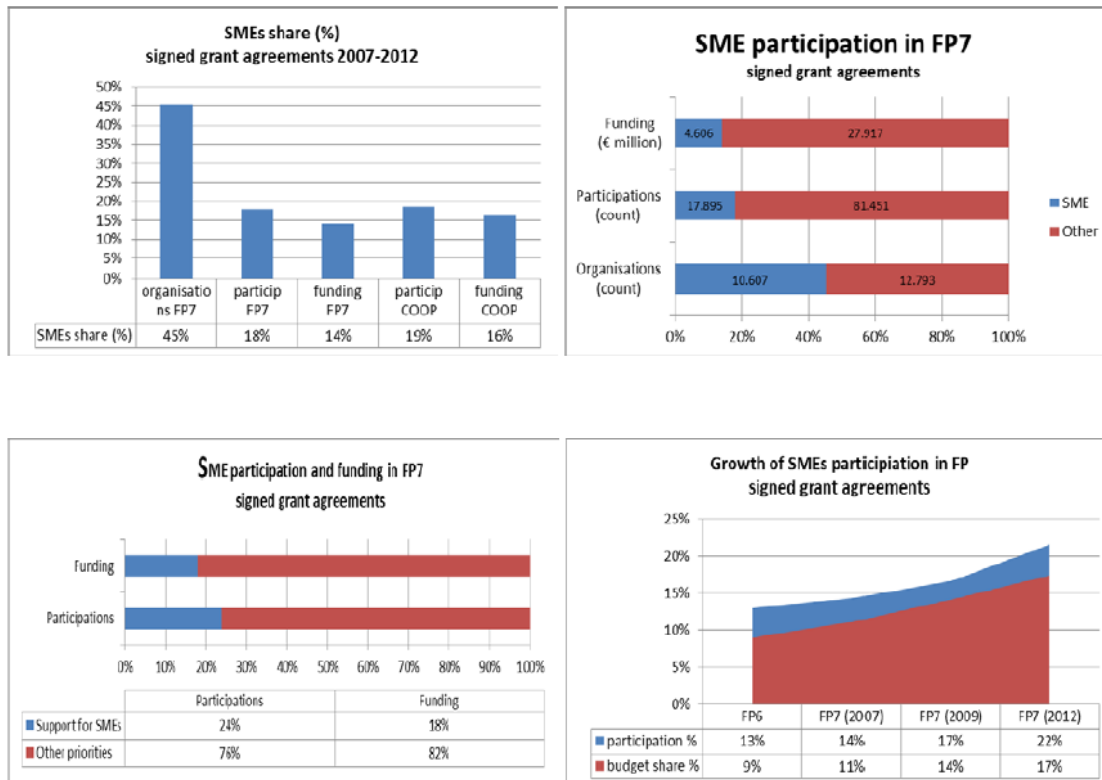 SMEs share (%)
signed grant agreements 2007-2012
50%
45%
40%
35%
30%
25%
20%
15%
10%
5%
0%
organisatio particip funding particip funding
ns FP7 FP7 FP7 COOP COOP
SMEs share (%) 45% 18% 14% 19% 16%
SME participation in FP7
signed grant agreements
Funding
(€ million)
4.606 27.917
Participations
(count)
17.895 81.451
Organisations
(count)
10.607 12.793
SME
Other
0% 20% 40% 60% 80% 100%
SME participation and funding in FP7
signed grant agreements
Funding
Participations
0% 10% 20% 30% 40% 50% 60% 70% 80% 90% 100%
Participations Funding
Support for SMEs 24% 18%
Other priorities 76% 82%
Growth of SMEs participiation in FP
signed grant agreements
25%
20%
15%
10%
5%
0%
FP6 FP7 (2007) FP7 (2009) FP7 (2012)
participation % 13% 14% 17% 22%
budget share % 9% 11% 14% 17%